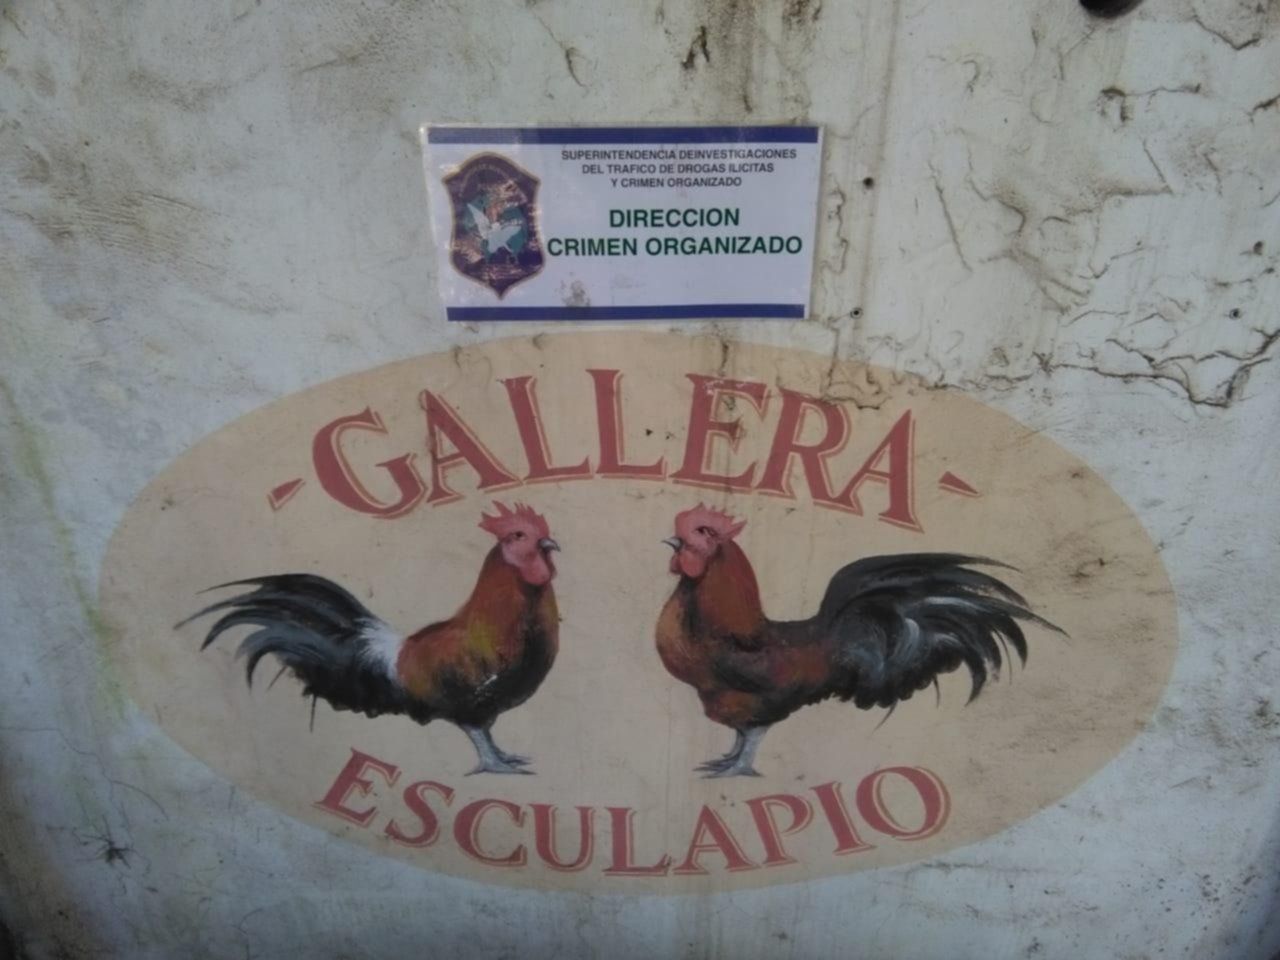 SUPERINTENDENCIA DEINVESTIGACIONES
DEL TRAFICO DE DROGAS ILICITAS
Y CRIMEN ORGANIZADO
DIRECCION
CRIMEN ORGANIZADO
-GALLERA-
ESCULAPIO